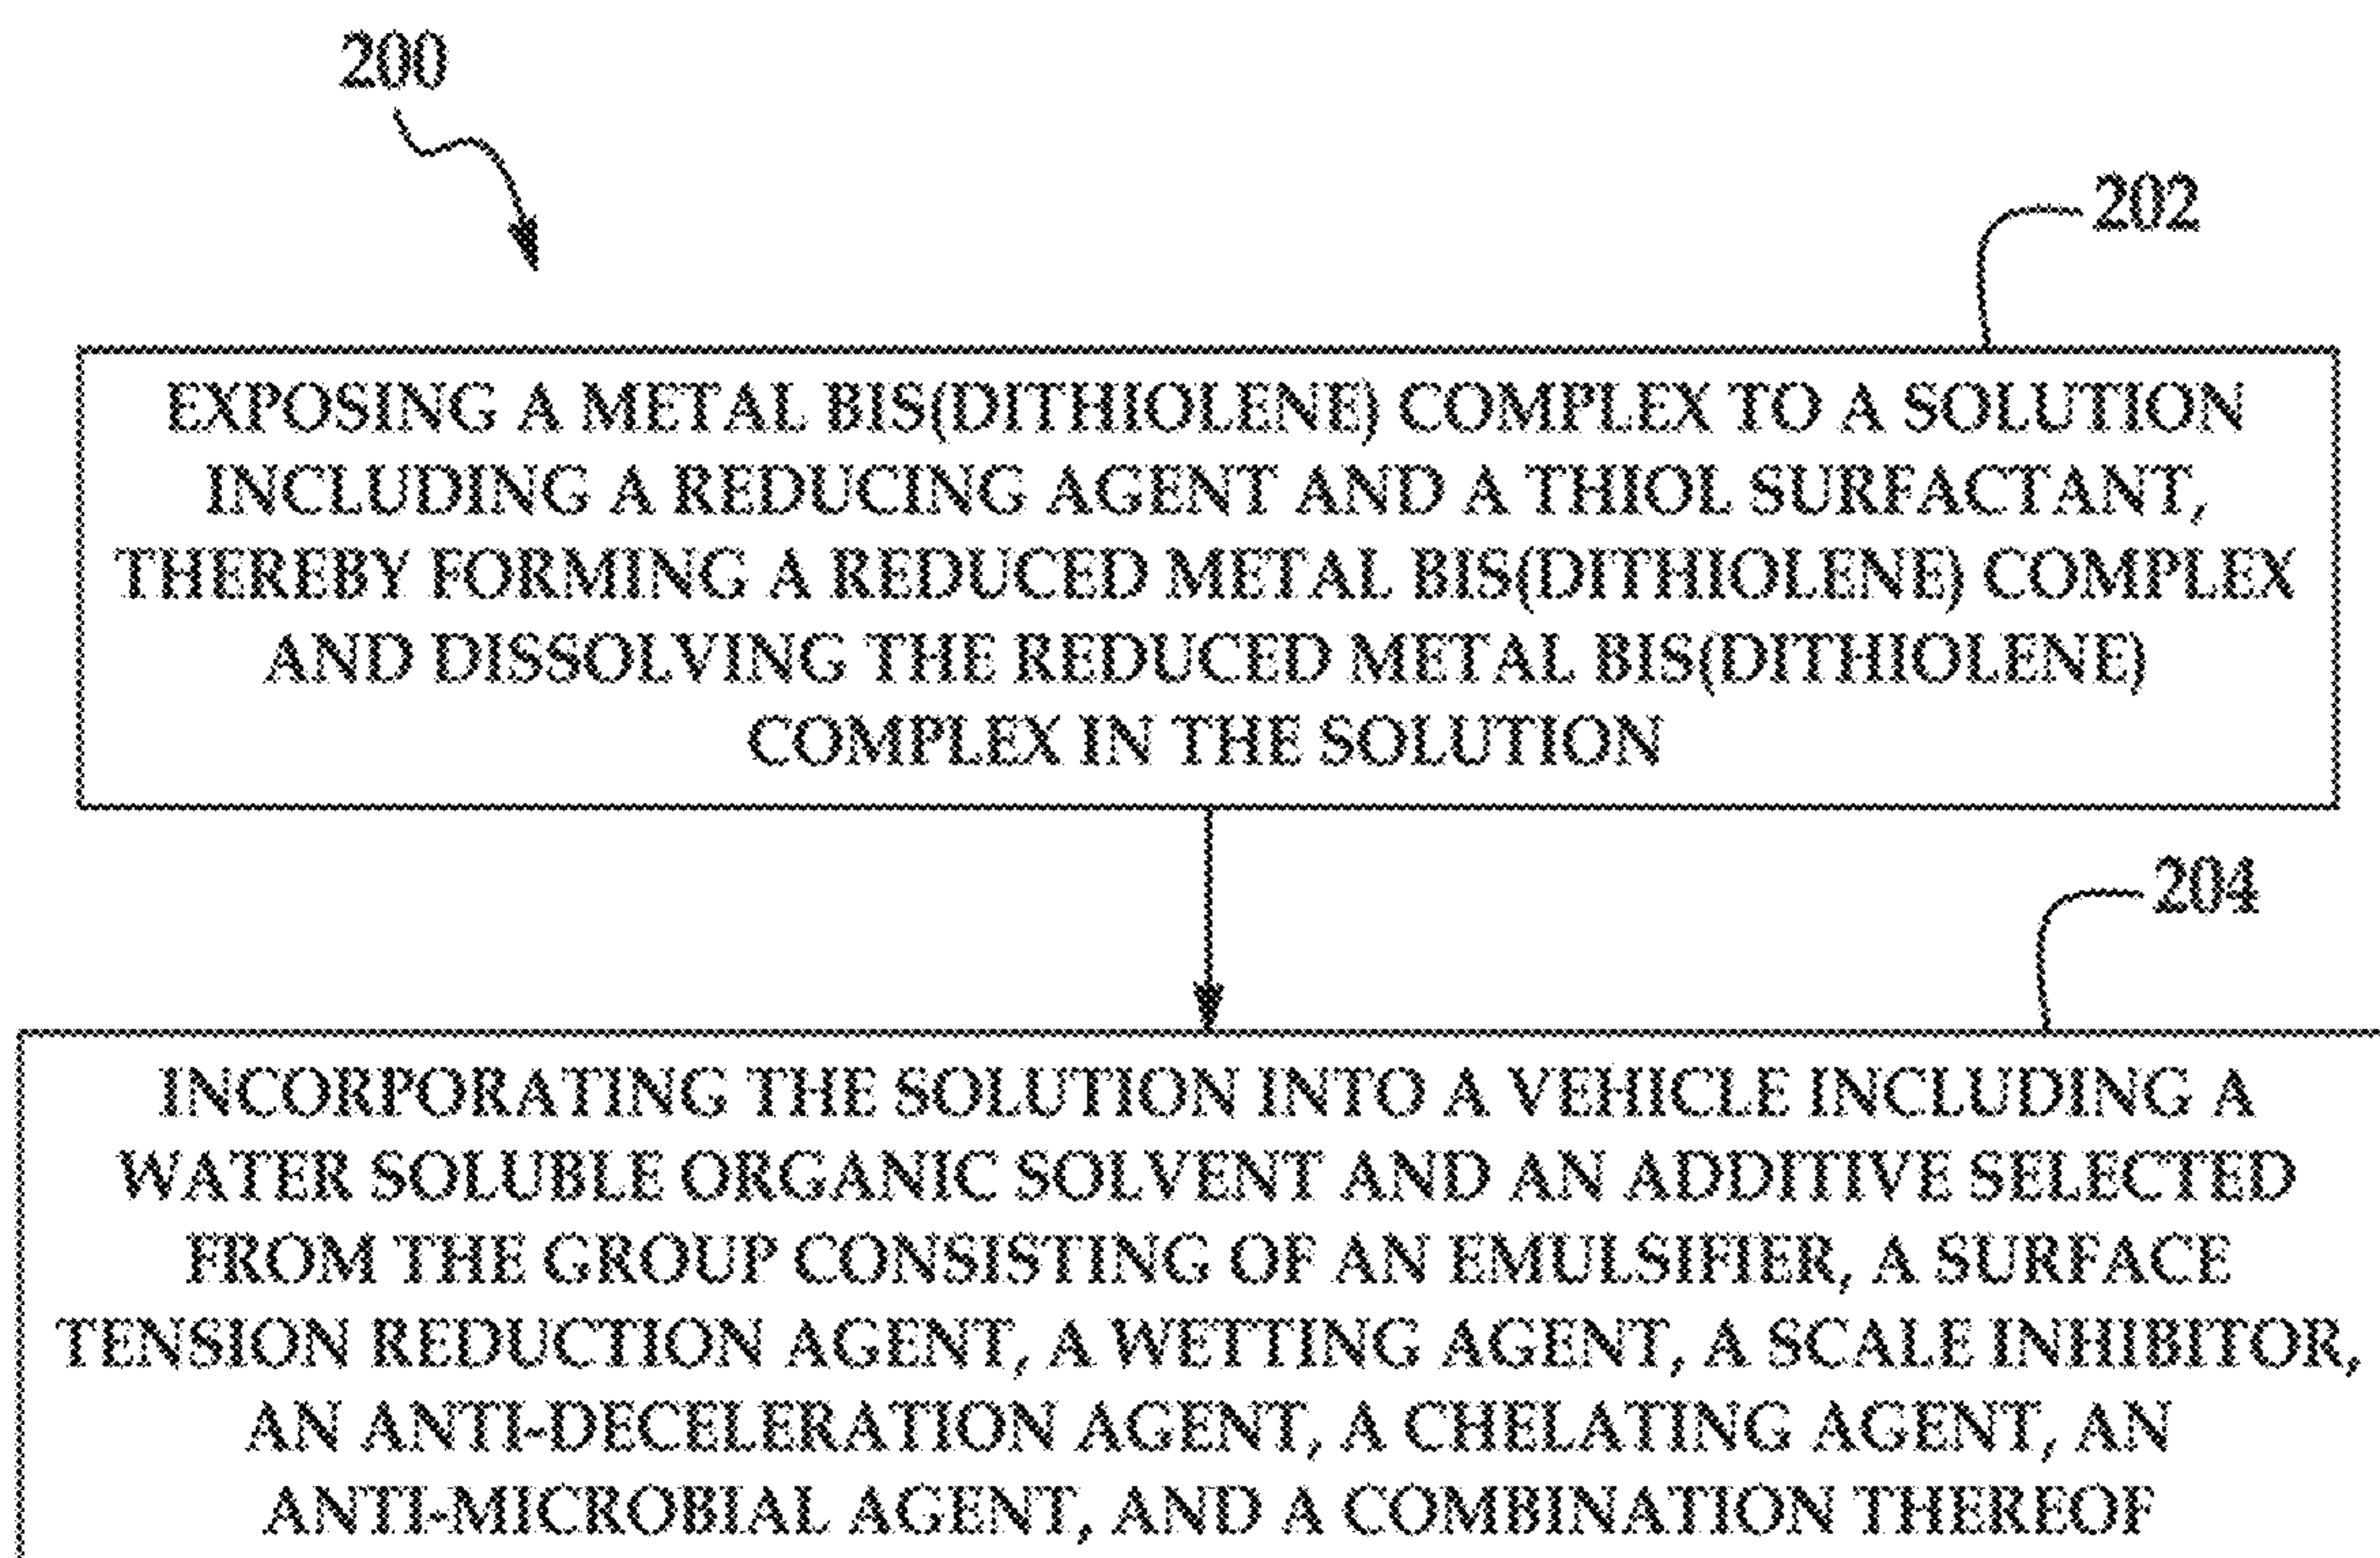 200
202
EXPOSING A METAL BIS(DITHIOLENE) COMPLEX TO A SOLUTION
INCLUDING A REDUCING AGENT AND A THIOL SURFACTANT,
THEREBY FORMING A REDUCED METAL BIS(DITHIOLENE) COMPLEX
AND DISSOLVING THE REDUCED METAL BIS(DITHIOLENE)
COMPLEX IN THE SOLUTION
204
INCORPORATING THE SOLUTION INTO A VEHICLE INCLUDING A
WATER SOLUBLE ORGANIC SOLVENT AND AN ADDITIVE SELECTED
FROM THE GROUP CONSISTING OF AN EMULSIFIER, A SURFACE
TENSION REDUCTION AGENT, A WETTING AGENT, A SCALE INHIBITOR,
AN ANTI-DECELERATION AGENT, A CHELATING AGENT, AN
ANTI-MICROBIAL AGENT, AND A COMBINATION THEREOF